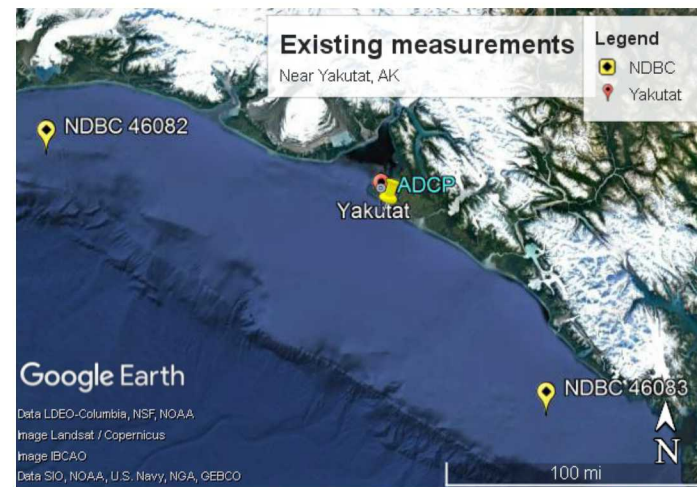 Existing measurements
Near Yakutat, AK
Legend
NDBC
Yakutat
NDBC 46082
ADCP
Yakutat
NDBC 46083
Google Earth
Data LDEO-Columbia, NSF, NOAA
Image Landsat / Copernicus
Image IBCAO
Data SIO, NOAA, U.S. Navy, NGA, GEBCO
N
100 mi